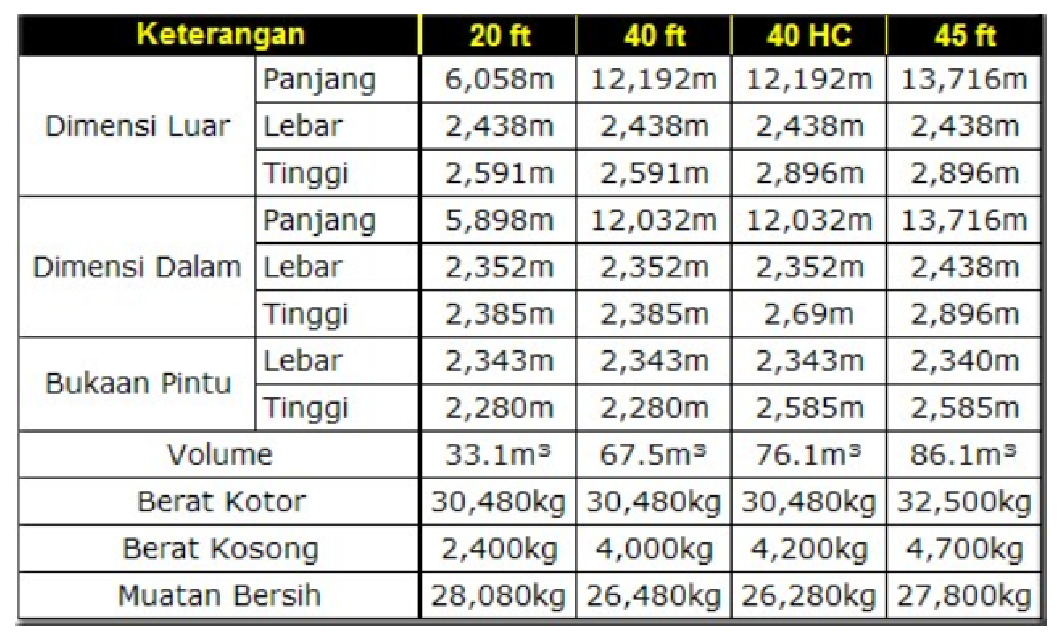 Keterangan 20 ft 40 ft 40 HC 45 ft
Dimensi Luar Panjang 6,058m 12,192m 12,192m 13,716m
Lebar 2,438m 2,438m 2,438m 2,438m
Tinggi 2,591m 2,591m 2,896m 2,896m
Dimensi Dalam Panjang 5,898m 12,032m 12,032m 13,716m
Lebar 2,352m 2,352m 2,352m 2,438m
Tinggi 2,385m 2,385m 2,69m 2,896m
Bukaan Pintu Lebar 2,343m 2,343m 2,343m 2,340m
Tinggi 2,280m 2,280m 2,585m 2,585m
Volume 33.1m³ 67.5m³ 76.1m³ 86.1m³
Berat Kotor 30,480kg 30,480kg 30,480kg 32,500kg
Berat Kosong 2,400kg 4,000kg 4,200kg 4,700kg
Muatan Bersih 28,080kg 26,480kg 26,280kg 27,800kg